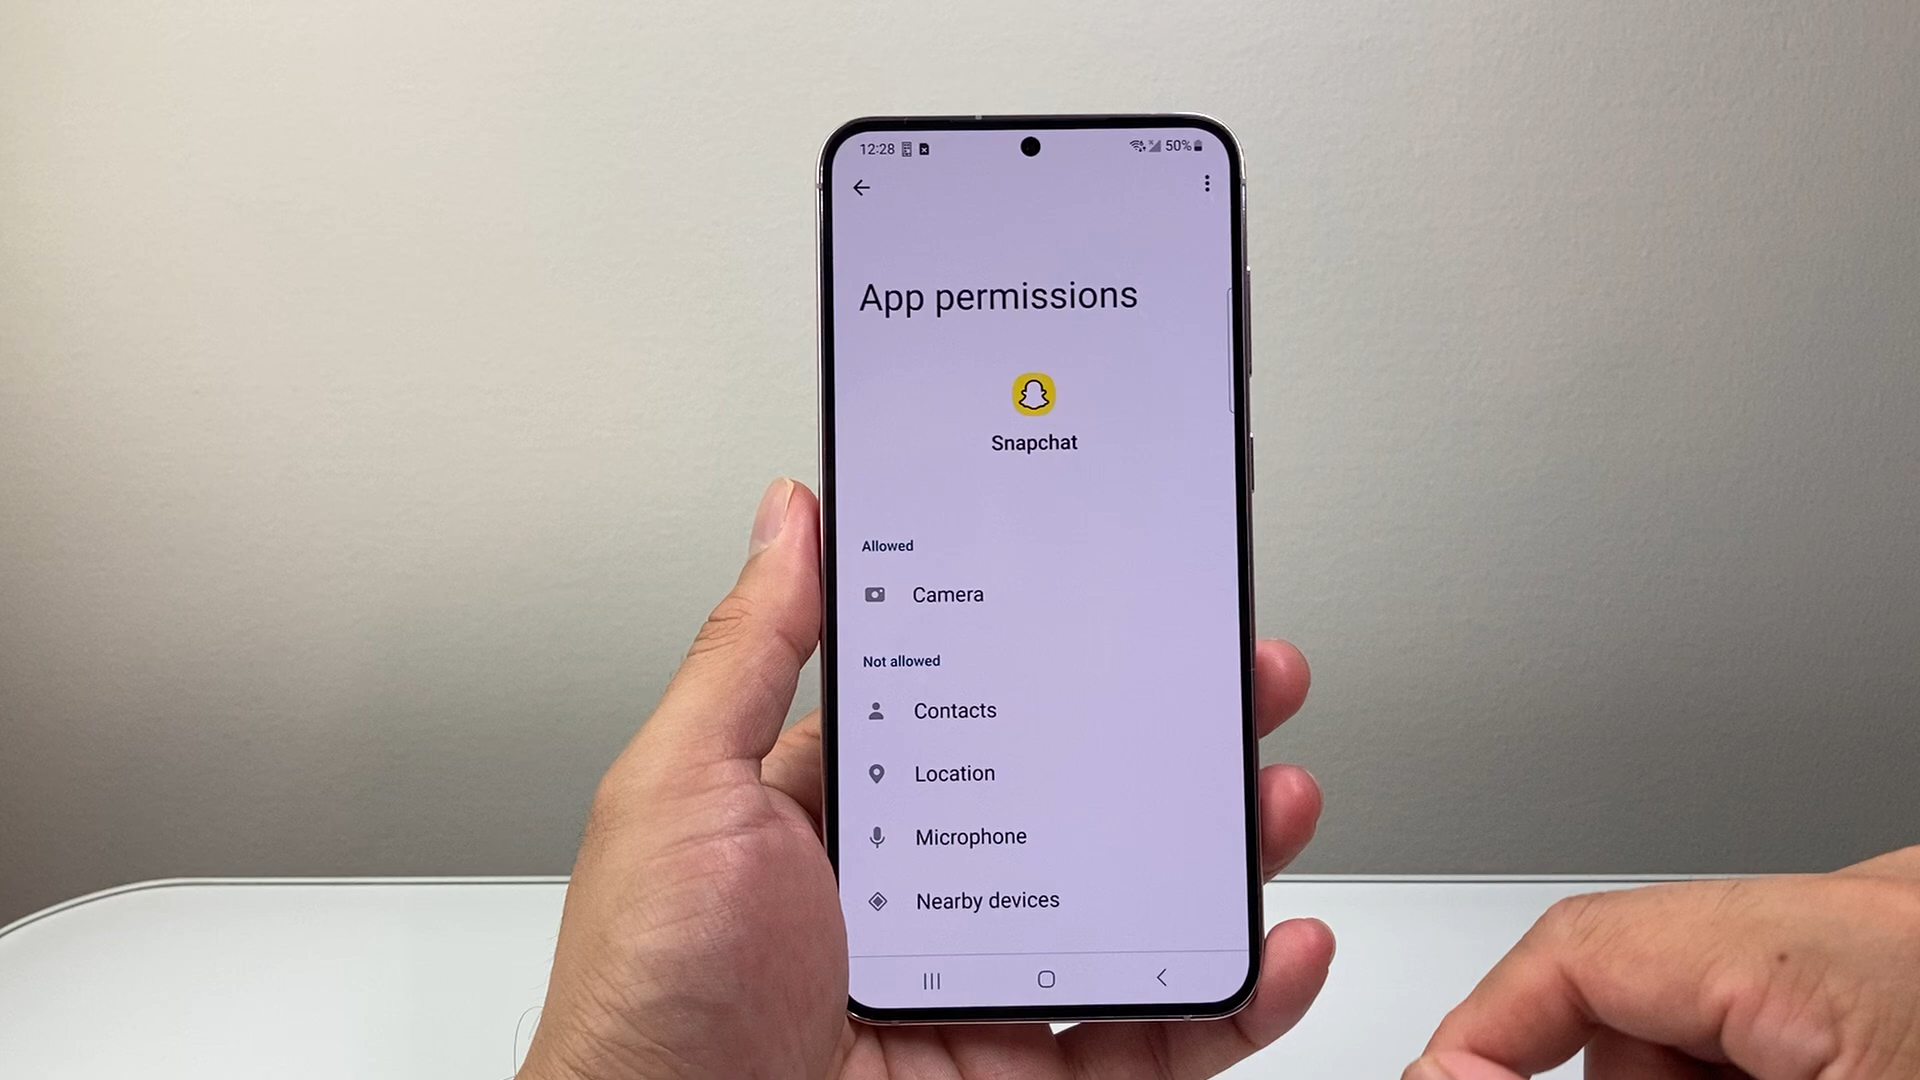 12:28 50%
App permissions
Snapchat
Allowed
Camera
Not allowed
Contacts
Location
Microphone
Nearby devices